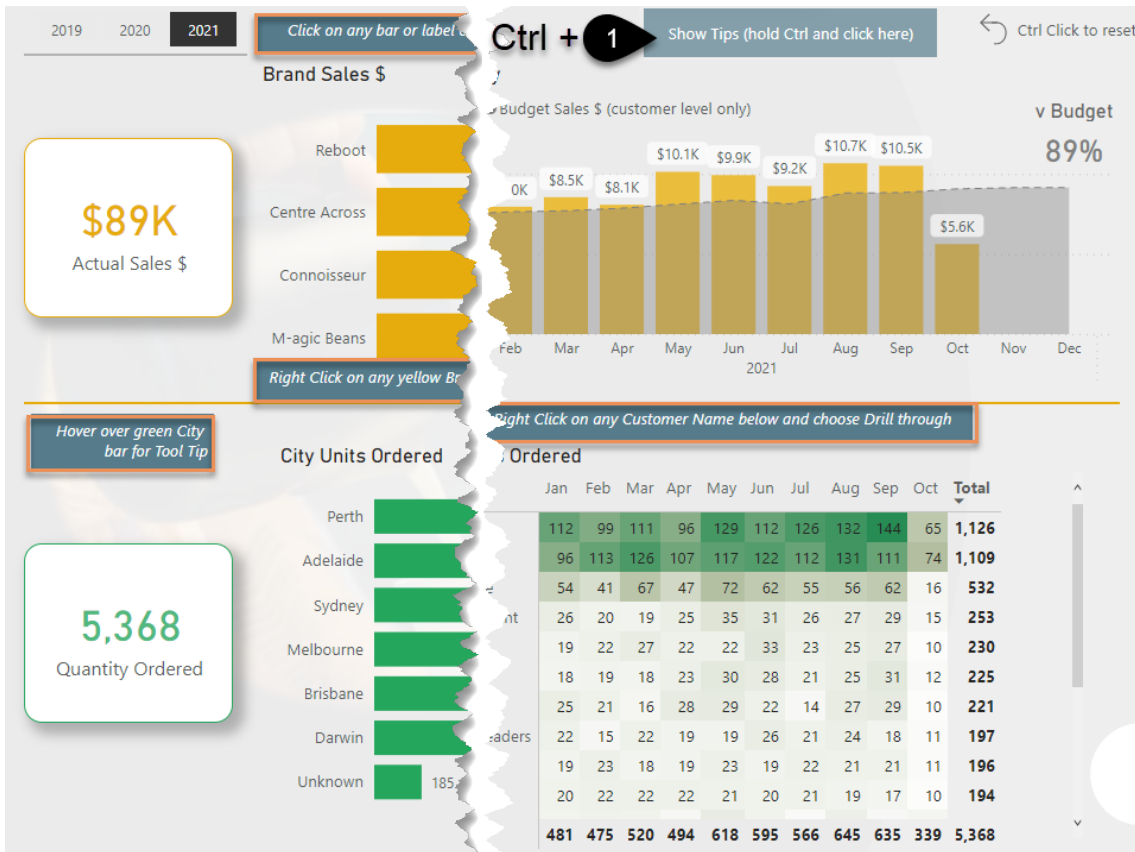 2019 2020 2021
Click on any bar or label
Ctrl + 1
Show Tips (hold Ctrl and click here)
Ctrl Click to reset
Brand Sales $
Budget Sales $ (customer level only)
v Budget
89%
$89K
Actual Sales $
Reboot
Centre Across
Connoisseur
M-agic Beans
0K $8.5K $8.1K $10.1K $9.9K $9.2K $10.7K $10.5K $5.6K
Feb Mar Apr May Jun Jul Aug Sep Oct Nov Dec
2021
Right Click on any yellow
Hover over green City
bar for Tool Tip
Right Click on any Customer Name below and choose Drill through
City Units Ordered
Ordered
5,368
Quantity Ordered
Perth
Adelaide
Sydney
Melbourne
Brisbane
Darwin
Unknown 185
Jan Feb Mar Apr May Jun Jul Aug Sep Oct Total
112 99 111 96 129 112 126 132 144 65 1,126
96 113 126 107 117 122 112 131 111 74 1,109
54 41 67 47 72 62 55 56 62 16 532
26 20 19 25 35 31 26 27 29 15 253
19 22 27 22 22 33 23 25 27 10 230
18 19 18 23 30 28 21 25 31 12 225
25 21 16 28 29 22 14 27 29 10 221
22 15 22 19 19 26 21 24 18 11 197
19 23 18 19 23 19 22 21 21 11 196
20 22 22 22 21 20 21 19 17 10 194
481 475 520 494 618 595 566 645 635 339 5,368